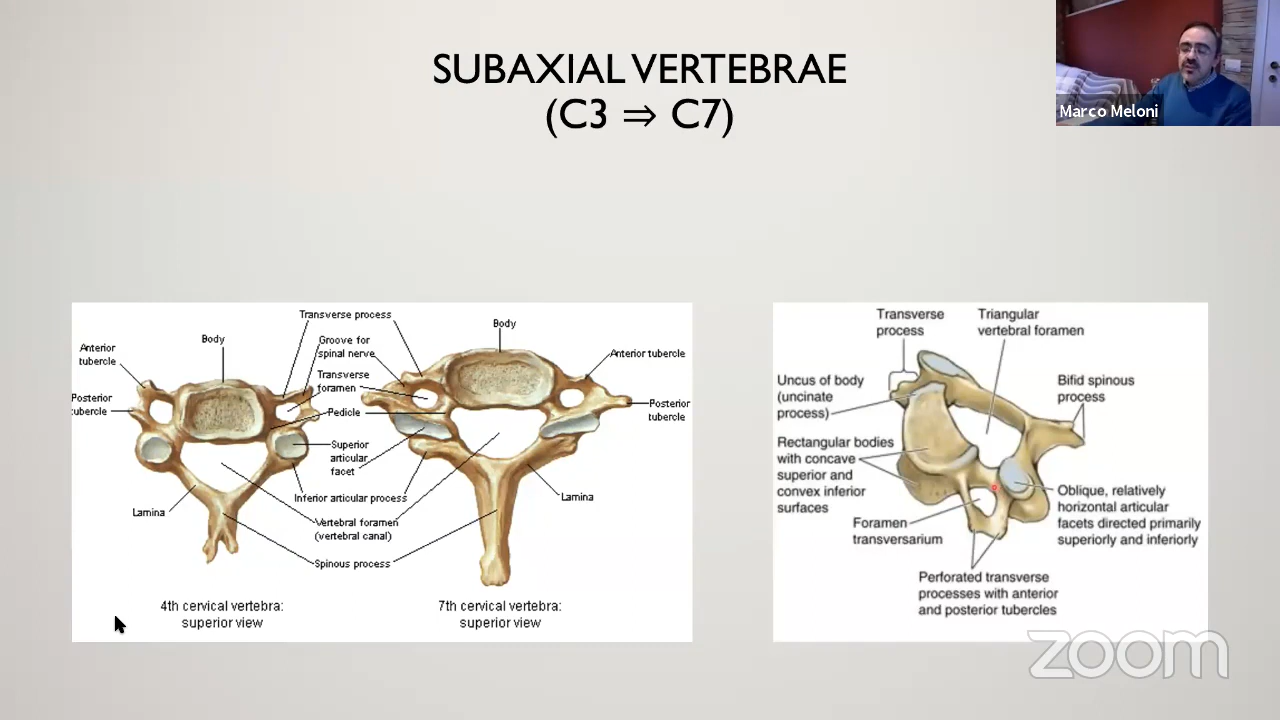 SUBAXIAL VERTEBRAE
(C3 ⇒ C7)
Marco Meloni
Transverse process
Body
Groove for
spinal nerve
Body
Anterior
tubercle
Anterior tubercle
Transverse
foramen
Posterior
tubercle
Pedicle
Posterior
tubercle
Superior
articular
facet
Inferior articular process
Lamina
Lamina
Vertebral foramen
(vertebral canal)
Spinous process
4th cervical vertebra:
superior view
7th cervical vertebra:
superior view
Transverse
process
Triangular
vertebral foramen
Uncus of body
(uncinate
process)
Bifid spinous
process
Rectangular bodies
with concave
superior and
convex inferior
surfaces
Oblique, relatively
horizontal articular
facets directed primarily
superiorly and inferiorly
Foramen
transversarium
Perforated transverse
processes with anterior
and posterior tubercles
zoom